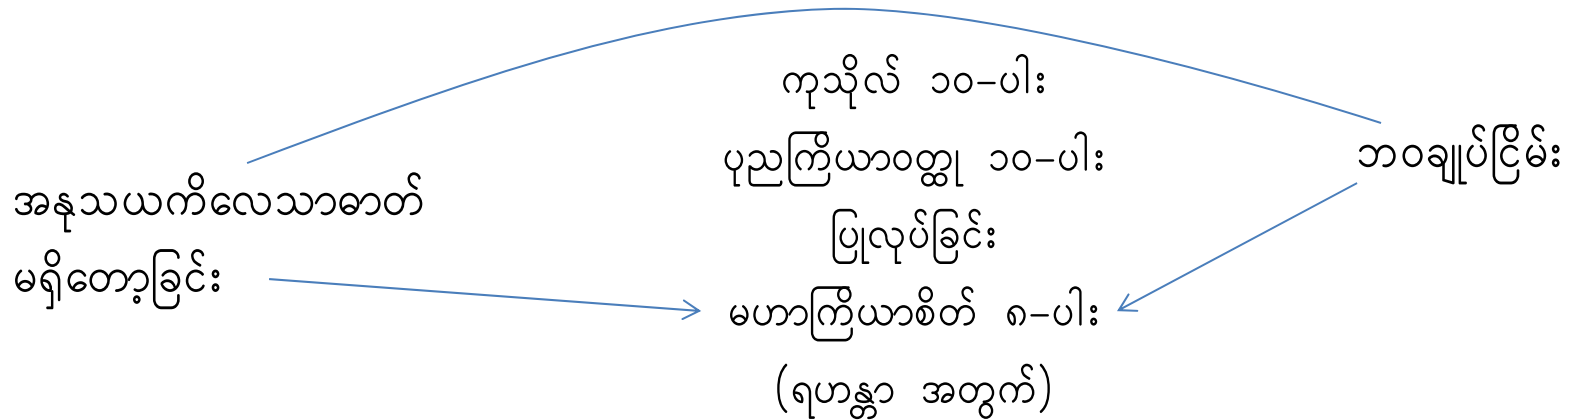 အနုသယကိလေသာဓာတ်
မရှိတော့ခြင်း
ကုသိုလ် ၁၀-ပါး
ပုညကြိယာဝတ္ထု ၁၀-ပါး
ပြုလုပ်ခြင်း
မဟာကြိယာစိတ် ၈-ပါး
(ရဟန္တာ အတွက်)
ဘဝချုပ်ငြိမ်း